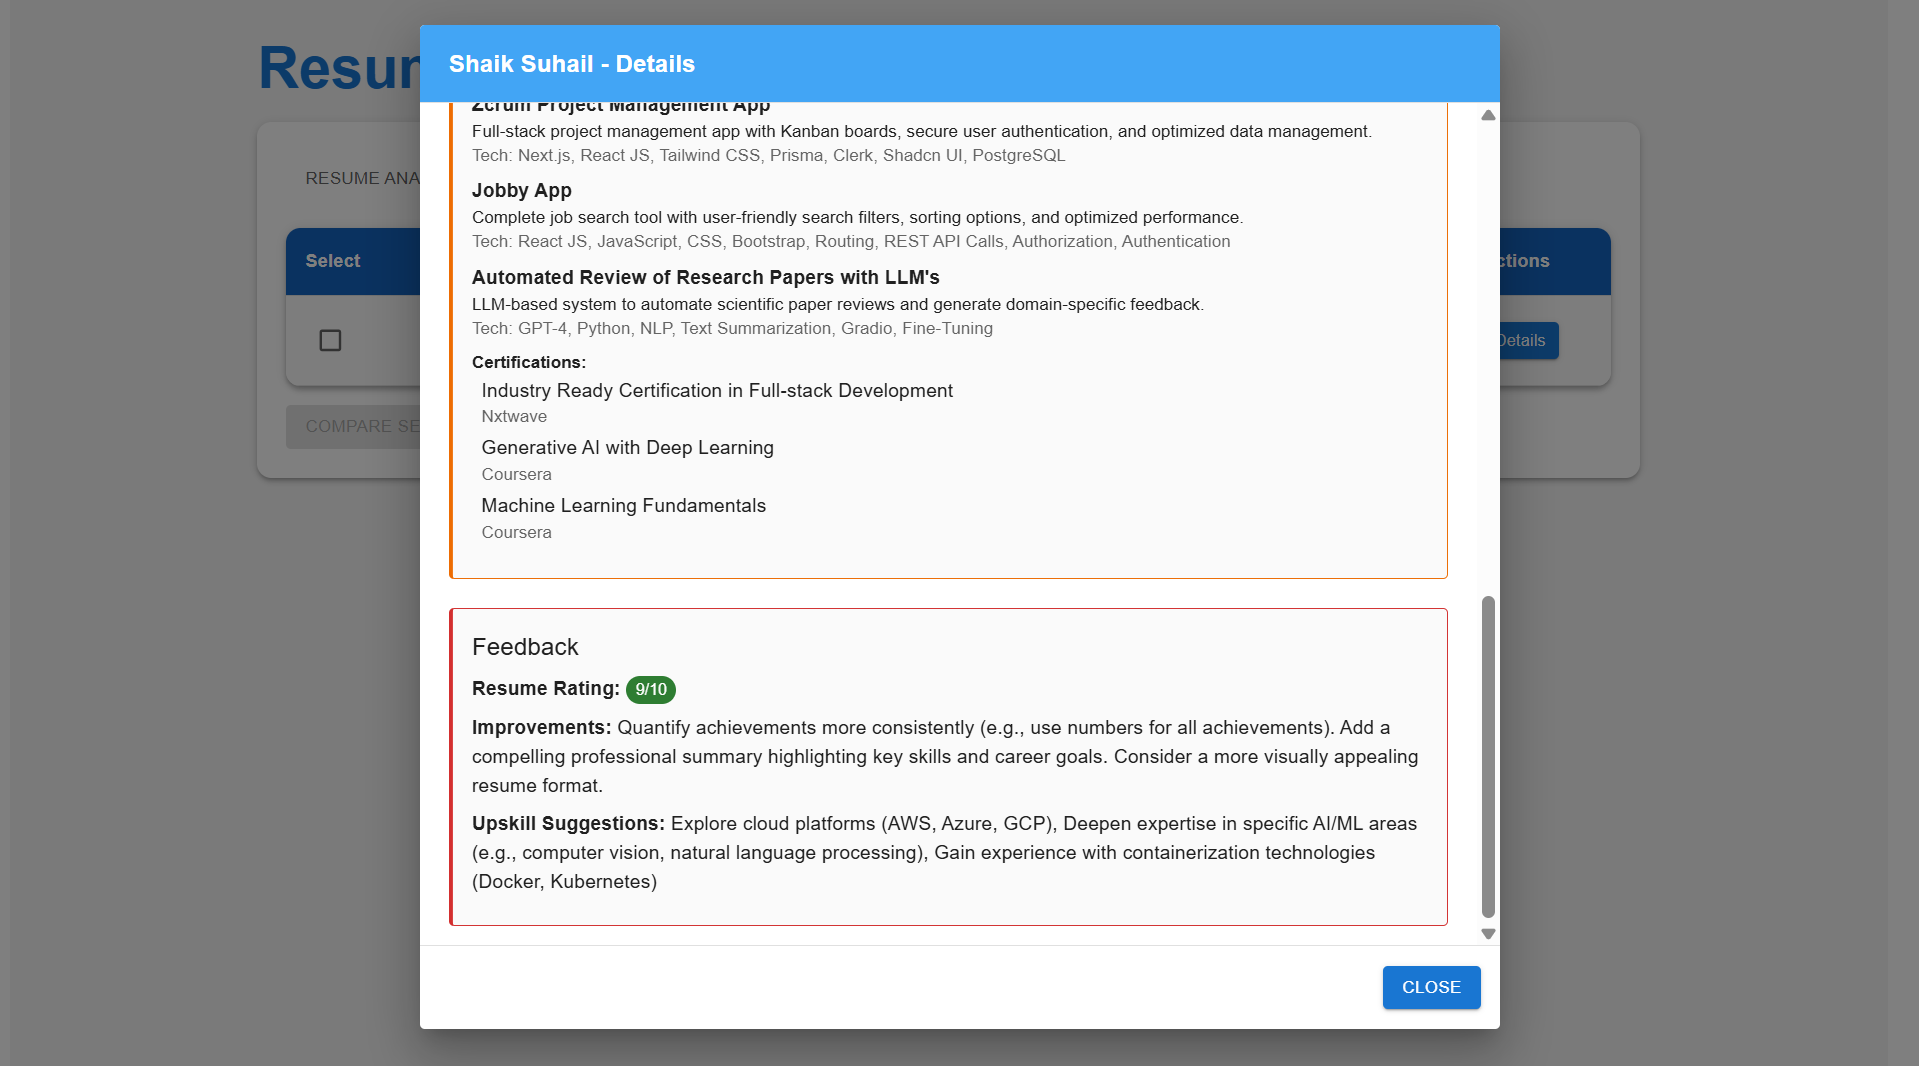 Resum
Shaik Suhail - Details
RESUME ANA
Select
ctions
Details
COMPARE SE
Zcrum Project Management App
Full-stack project management app with Kanban boards, secure user authentication, and optimized data management.
Tech: Next.js, React JS, Tailwind CSS, Prisma, Clerk, Shadcn UI, PostgreSQL
Jobby App
Complete job search tool with user-friendly search filters, sorting options, and optimized performance.
Tech: React JS, JavaScript, CSS, Bootstrap, Routing, REST API Calls, Authorization, Authentication
Automated Review of Research Papers with LLM's
LLM-based system to automate scientific paper reviews and generate domain-specific feedback.
Tech: GPT-4, Python, NLP, Text Summarization, Gradio, Fine-Tuning
Certifications:
Industry Ready Certification in Full-stack Development
Nxtwave
Generative AI with Deep Learning
Coursera
Machine Learning Fundamentals
Coursera
Feedback
Resume Rating: 9/10
Improvements: Quantify achievements more consistently (e.g., use numbers for all achievements). Add a
compelling professional summary highlighting key skills and career goals. Consider a more visually appealing
resume format.
Upskill Suggestions: Explore cloud platforms (AWS, Azure, GCP), Deepen expertise in specific AI/ML areas
(e.g., computer vision, natural language processing), Gain experience with containerization technologies
(Docker, Kubernetes)
CLOSE